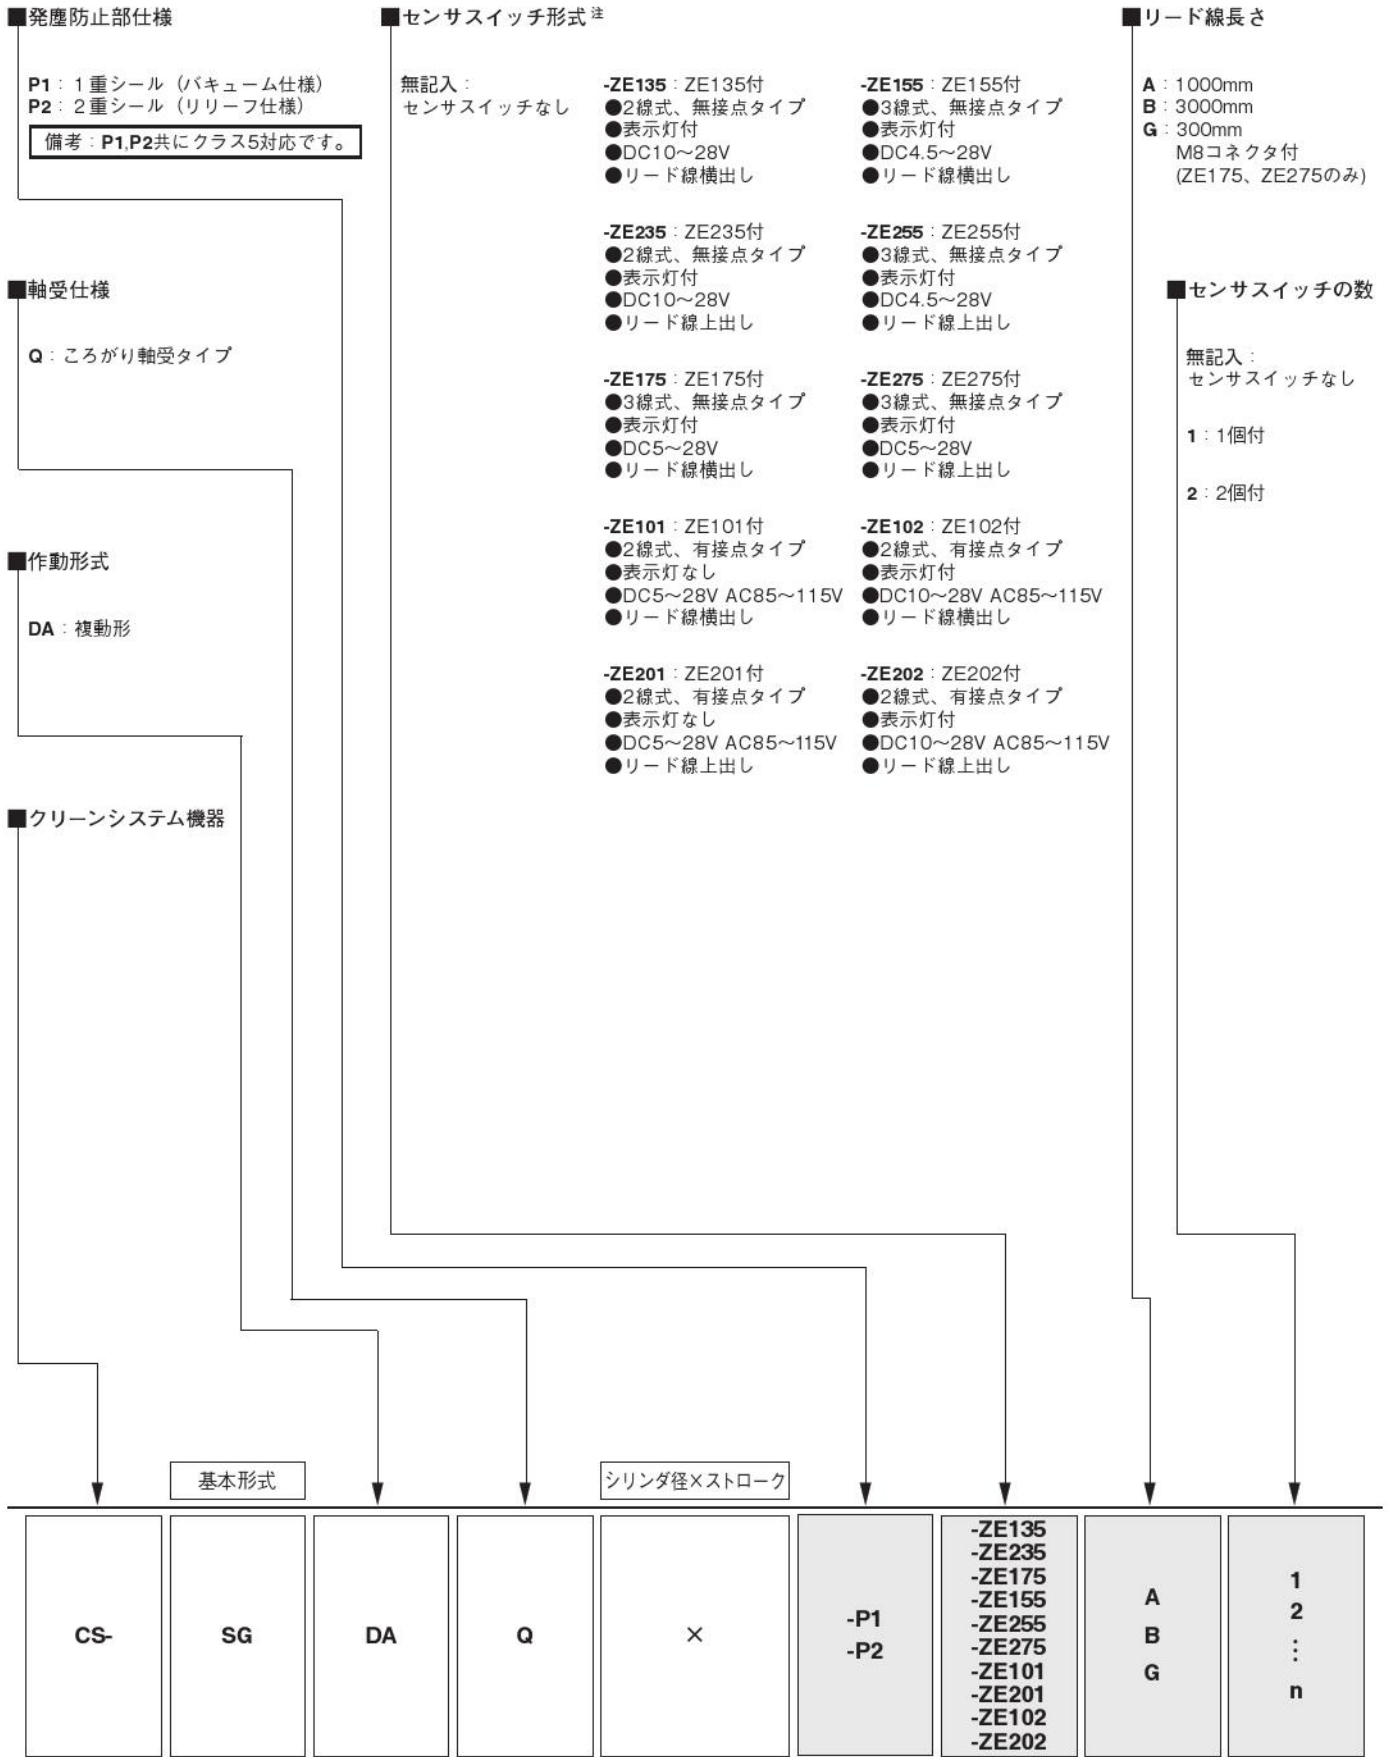 ■発塵防止部仕様
P1：1重シール（バキューム仕様）
P2：2重シール（リリーフ仕様）
備考：P1,P2共にクラス5対応です。
■軸受仕様
Q：ころがり軸受タイプ
■作動形式
DA：複動形
■クリーンシステム機器
■センサスイッチ形式 注
無記入：
センサスイッチなし
-ZE135：ZE135付
●2線式、無接点タイプ
●表示灯付
●DC10〜28V
●リード線横出し
-ZE155：ZE155付
●3線式、無接点タイプ
●表示灯付
●DC4.5〜28V
●リード線横出し
-ZE235：ZE235付
●2線式、無接点タイプ
●表示灯付
●DC10〜28V
●リード線上出し
-ZE255：ZE255付
●3線式、無接点タイプ
●表示灯付
●DC4.5〜28V
●リード線上出し
-ZE175：ZE175付
●3線式、無接点タイプ
●表示灯付
●DC5〜28V
●リード線横出し
-ZE275：ZE275付
●3線式、無接点タイプ
●表示灯付
●DC5〜28V
●リード線上出し
-ZE101：ZE101付
●2線式、有接点タイプ
●表示灯なし
●DC5〜28V AC85〜115V
●リード線横出し
-ZE102：ZE102付
●2線式、有接点タイプ
●表示灯付
●DC10〜28V AC85〜115V
●リード線横出し
-ZE201：ZE201付
●2線式、有接点タイプ
●表示灯なし
●DC5〜28V AC85〜115V
●リード線上出し
-ZE202：ZE202付
●2線式、有接点タイプ
●表示灯付
●DC10〜28V AC85〜115V
●リード線上出し
■リード線長さ
A：1000mm
B：3000mm
G：300mm
M8コネクタ付
(ZE175、ZE275のみ)
■センサスイッチの数
無記入：
センサスイッチなし
1：1個付
2：2個付
基本形式
シリンダ径×ストローク
CS-
SG
DA
Q
×
-P1
-P2
-ZE135
-ZE235
-ZE175
-ZE155
-ZE255
-ZE275
-ZE101
-ZE201
-ZE102
-ZE202
A
B
G
1
2
⋮
n